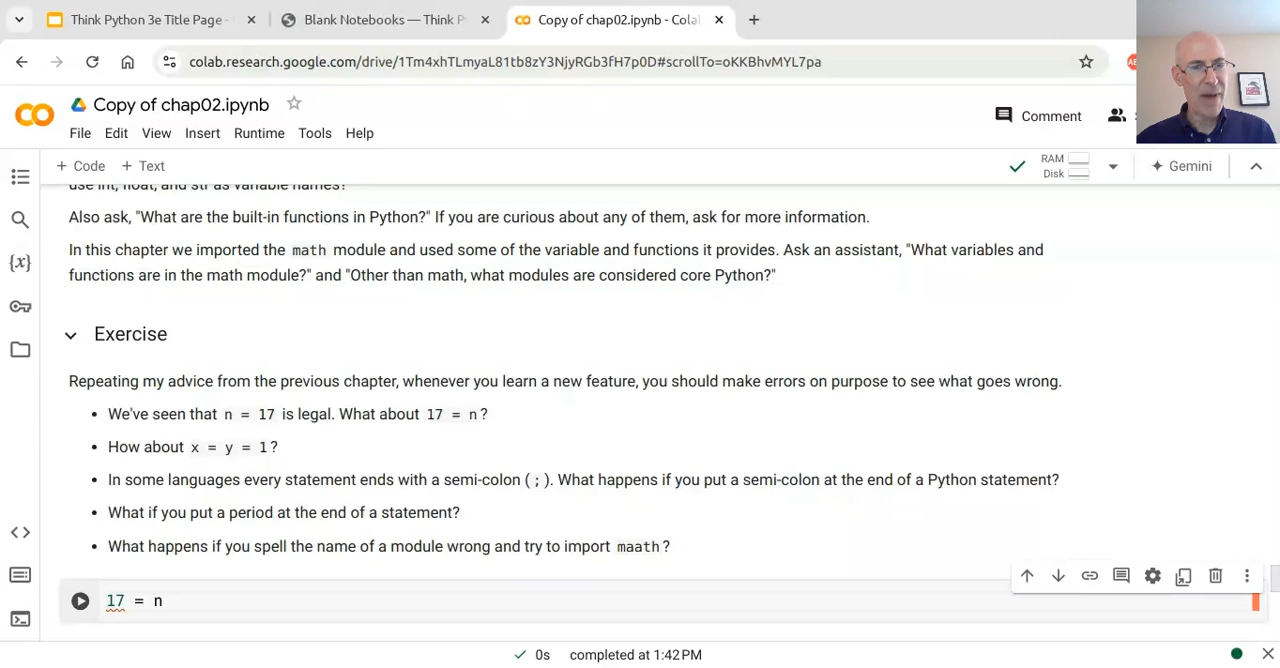 Think Python 3e Title Page -
Blank Notebooks — Think P
Copy of chap02.ipynb - Cola
colab.research.google.com/drive/1Tm4xhTLmyaL81tb8zY3NjyRGb3fH7p0D#scrollTo=oKKBhvMYL7pa
Copy of chap02.ipynb
File Edit View Insert Runtime Tools Help
Comment
+ Code + Text
RAM
Disk
Gemini
use int, float, and str as variable names?
Also ask, "What are the built-in functions in Python?" If you are curious about any of them, ask for more information.
In this chapter we imported the math module and used some of the variable and functions it provides. Ask an assistant, "What variables and
functions are in the math module?" and "Other than math, what modules are considered core Python?"
Exercise
Repeating my advice from the previous chapter, whenever you learn a new feature, you should make errors on purpose to see what goes wrong.
• We've seen that n = 17 is legal. What about 17 = n?
• How about x = y = 1?
• In some languages every statement ends with a semi-colon (;). What happens if you put a semi-colon at the end of a Python statement?
• What if you put a period at the end of a statement?
• What happens if you spell the name of a module wrong and try to import maath?
17 = n
0s completed at 1:42PM